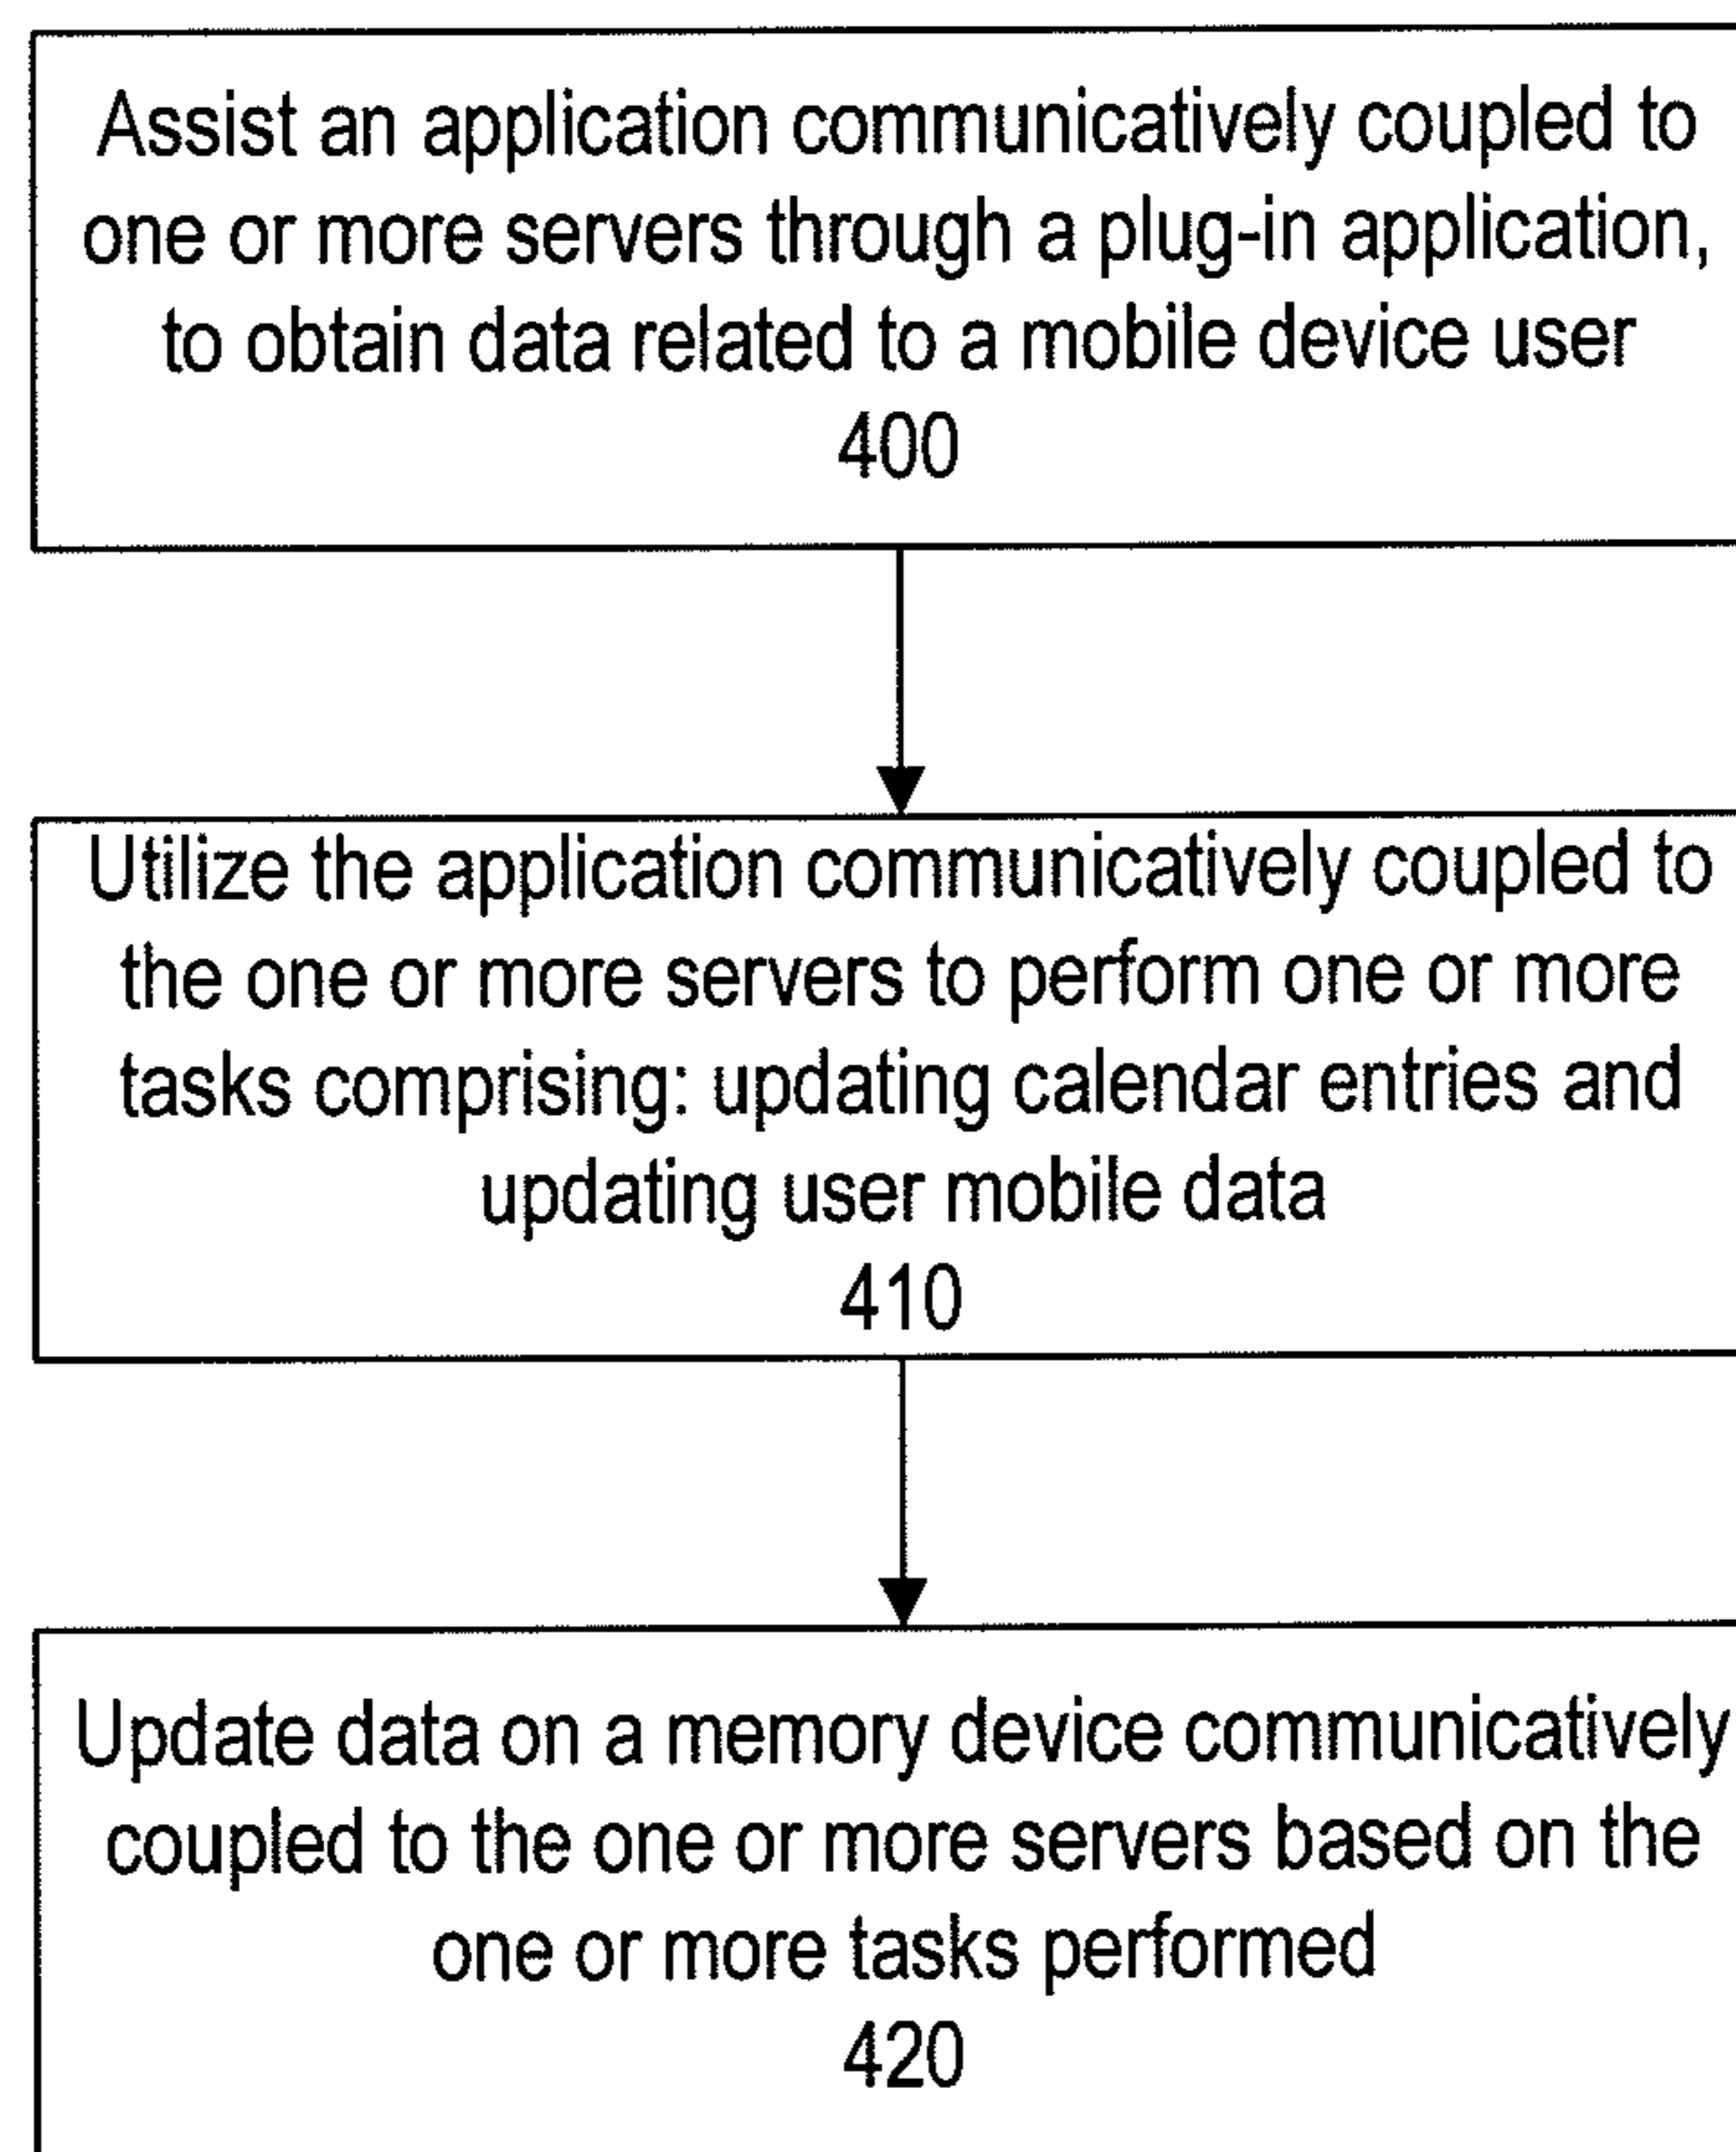 Assist an application communicatively coupled to
one or more servers through a plug-in application,
to obtain data related to a mobile device user
400
Utilize the application communicatively coupled to
the one or more servers to perform one or more
tasks comprising: updating calendar entries and
updating user mobile data
410
Update data on a memory device communicatively
coupled to the one or more servers based on the
one or more tasks performed
420